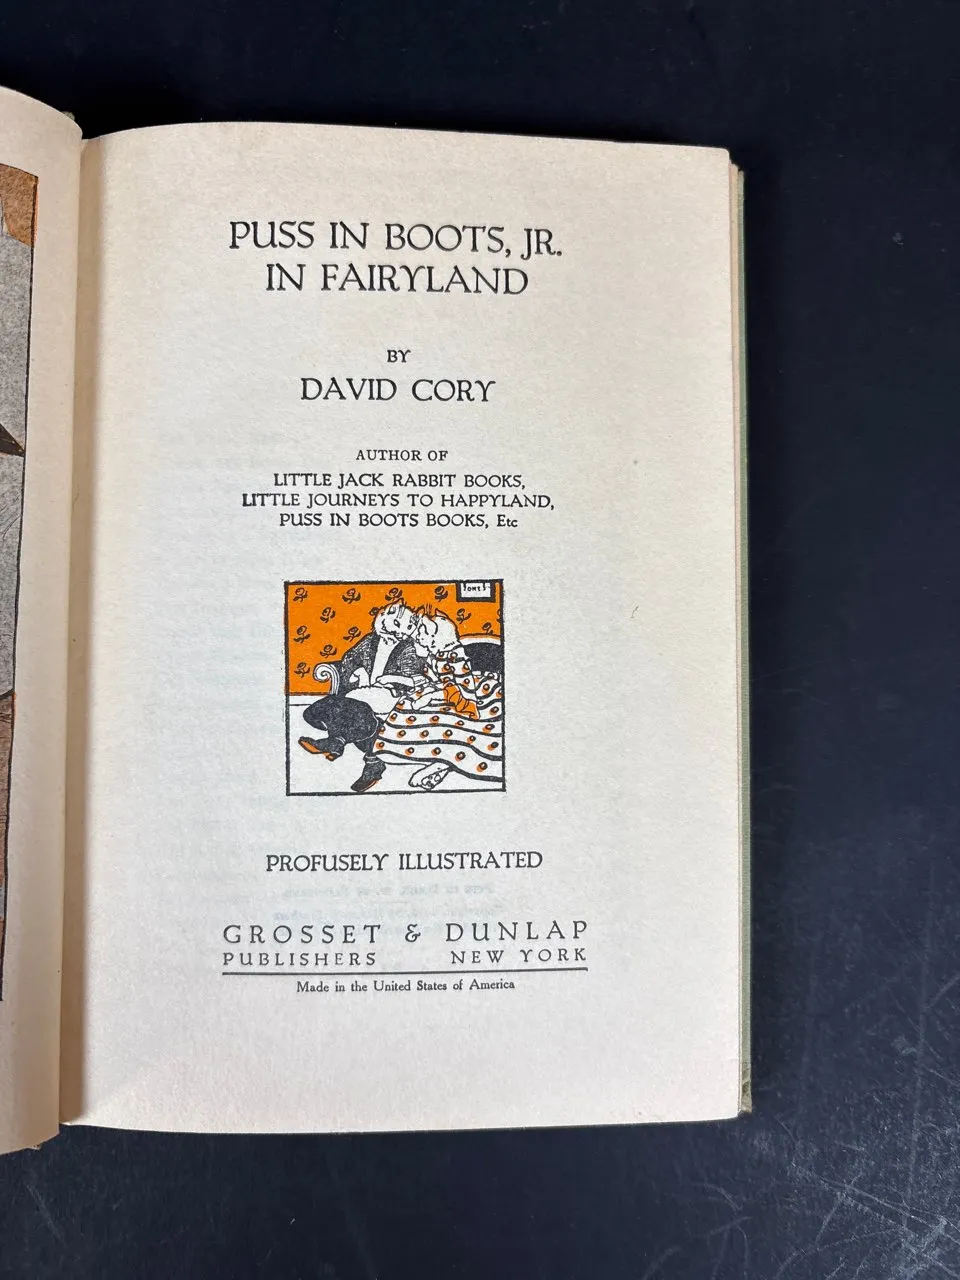 PUSS IN BOOTS, JR.
IN FAIRYLAND
BY
DAVID CORY
AUTHOR OF
LITTLE JACK RABBIT BOOKS,
LITTLE JOURNEYS TO HAPPYLAND,
PUSS IN BOOTS BOOKS, Etc
PROFUSELY ILLUSTRATED
GROSSET & DUNLAP
PUBLISHERS NEW YORK
Made in the United States of America